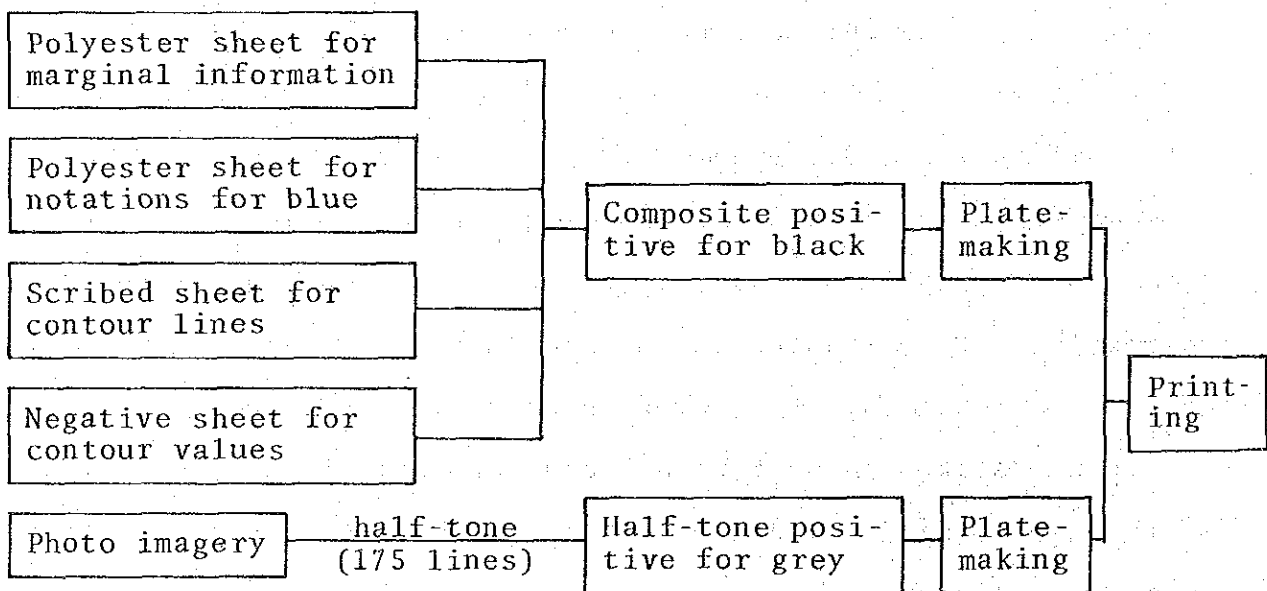 Polyester sheet for
marginal information
Polyester sheet for
notations for blue
Scribed sheet for
contour lines
Negative sheet for
contour values
Composite posi-
tive for black
Plate-
making
Print-
ing
Photo imagery
half-tone
(175 lines)
Half-tone posi-
tive for grey
Plate-
making